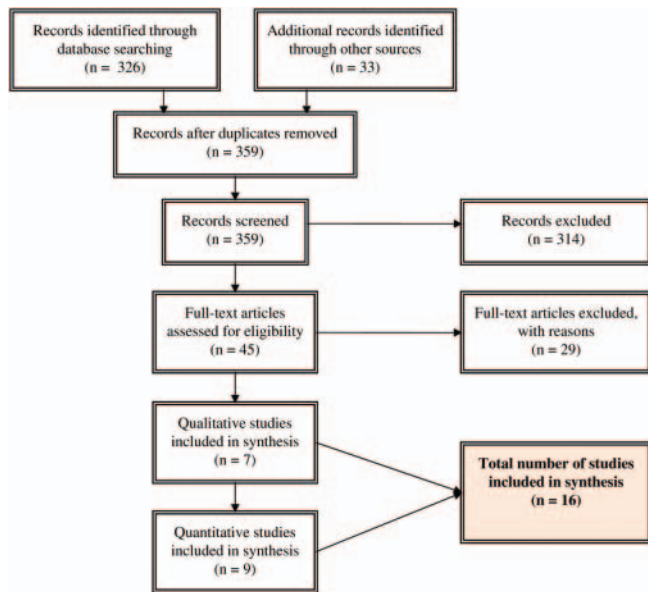 Records identified through
database searching
(n = 326)
Additional records identified
through other sources
(n = 33)
Records after duplicates removed
(n = 359)
Records screened
(n = 359)
Records excluded
(n = 314)
Full-text articles
assessed for eligibility
(n = 45)
Full-text articles excluded,
with reasons
(n = 29)
Qualitative studies
included in synthesis
(n = 7)
Total number of studies
included in synthesis
(n = 16)
Quantitative studies
included in synthesis
(n = 9)